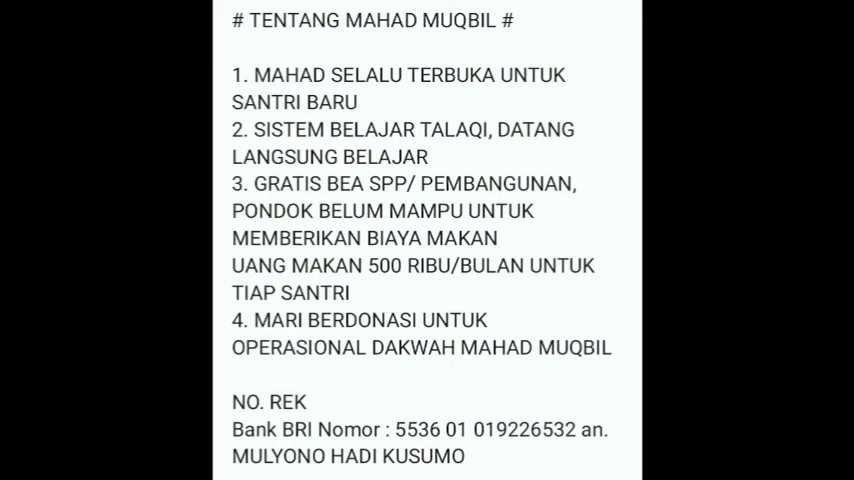 # TENTANG MAHAD MUQBIL #
1. MAHAD SELALU TERBUKA UNTUK
SANTRI BARU
2. SISTEM BELAJAR TALAQI, DATANG
LANGSUNG BELAJAR
3. GRATIS BEA SPP/ PEMBANGUNAN,
PONDOK BELUM MAMPU UNTUK
MEMBERIKAN BIAYA MAKAN
UANG MAKAN 500 RIBU/BULAN UNTUK
TIAP SANTRI
4. MARI BERDONASI UNTUK
OPERASIONAL DAKWAH MAHAD MUQBIL
NO. REK
Bank BRI Nomor : 5536 01 019226532 an.
MULYONO HADI KUSUMO